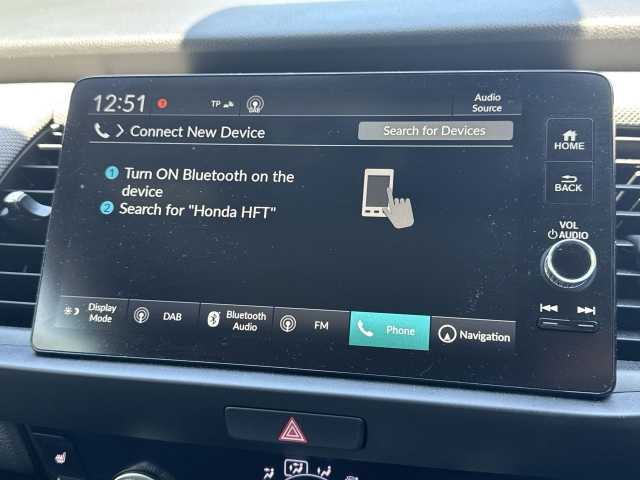 12:51
TP
DAB
Audio
Source
Connect New Device
Search for Devices
1 Turn ON Bluetooth on the
device
2 Search for "Honda HFT"
HOME
BACK
VOL
AUDIO
Display
Mode
DAB
Bluetooth
Audio
FM
Phone
Navigation